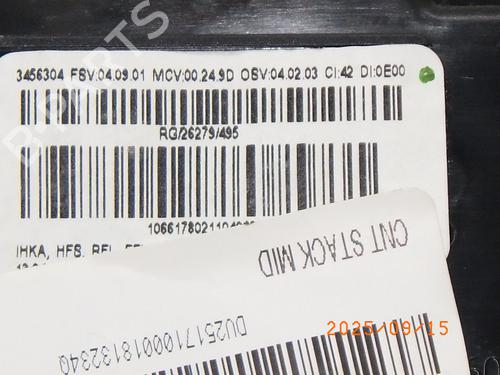 3456304 FSV:04.09.01 MCV:00.24.9D OSV:04.02.03 CI:42 DI:0E00
RG/26279/495
IHKA, HFS,
CNT STACK MID
DU251710001813234Q
2025/09/15
B-PARTS